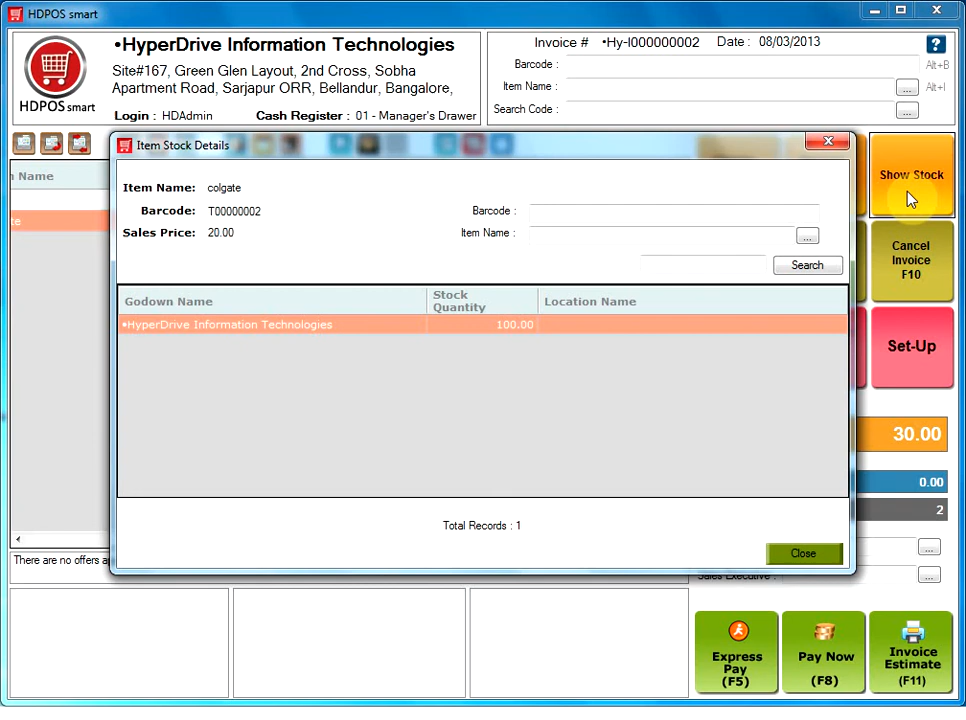 HDPOS smart
•HyperDrive Information Technologies
Site#167, Green Glen Layout, 2nd Cross, Sobha
Apartment Road, Sarjapur ORR, Bellandur, Bangalore,
HDPOS smart
Login : HDAdmin Cash Register : 01 - Manager's Drawer
Invoice # •Hy-I000000002 Date : 08/03/2013
?
Barcode :
Alt+B
Item Name :
...
Alt+I
Search Code :
...
Item Stock Details
n Name
te
Item Name: colgate
Barcode: T00000002
Sales Price: 20.00
Barcode :
Item Name :
...
Search
Godown Name Stock Quantity Location Name
•HyperDrive Information Technologies 100.00
Total Records : 1
Close
Show Stock
Cancel
Invoice
F10
Set-Up
30.00
0.00
2
...
There are no offers a
Sales Executive :
...
Express
Pay
(F5)
Pay Now
(F8)
Invoice
Estimate
(F11)